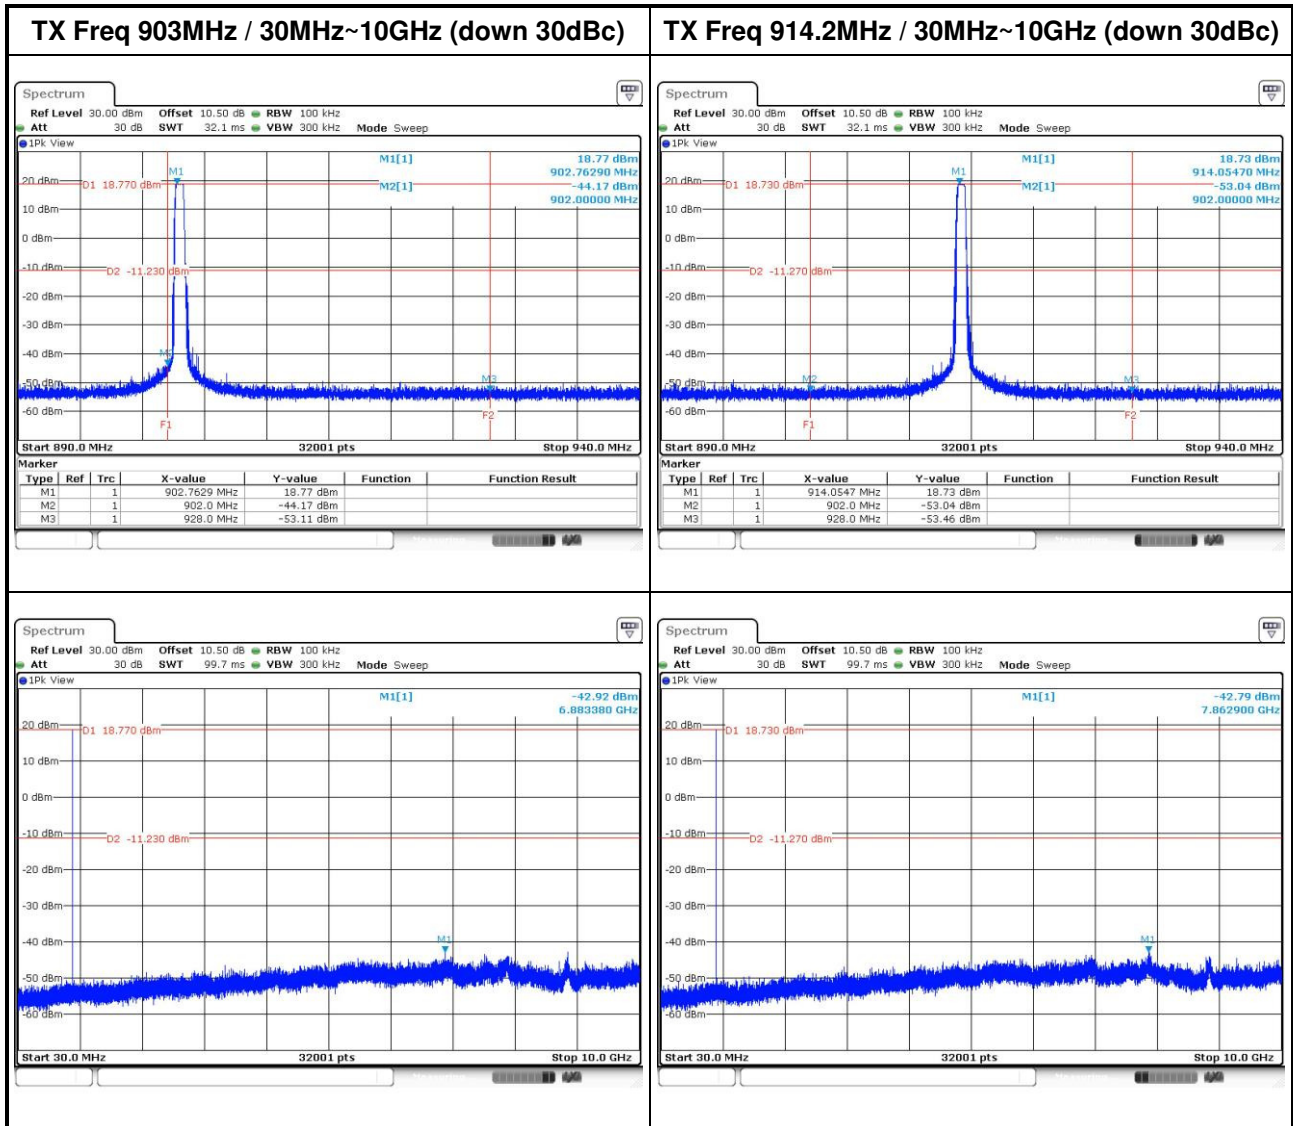 TX Freq 903MHz / 30MHz~10GHz (down 30dBc)
TX Freq 914.2MHz / 30MHz~10GHz (down 30dBc)
Spectrum
Ref Level 30.00 dBm Offset 10.50 dB RBW 100 kHz
Att 30 dB SWT 32.1 ms VBW 300 kHz Mode Sweep
1Pk View
M1[1] 18.77 dBm
902.76290 MHz
M2[1] -44.17 dBm
902.00000 MHz
M1
20 dBm
D1 18.770 dBm
10 dBm
0 dBm
-10 dBm
D2 -11.230 dBm
-20 dBm
-30 dBm
-40 dBm
-50 dBm
M3
-60 dBm
F1
F2
Start 890.0 MHz 32001 pts Stop 940.0 MHz
Marker
Type Ref Trc X-value Y-value Function Function Result
M1 1 902.7629 MHz 18.77 dBm
M2 1 902.0 MHz -44.17 dBm
M3 1 928.0 MHz -53.11 dBm
Spectrum
Ref Level 30.00 dBm Offset 10.50 dB RBW 100 kHz
Att 30 dB SWT 32.1 ms VBW 300 kHz Mode Sweep
1Pk View
M1[1] 18.73 dBm
914.05470 MHz
M2[1] -53.04 dBm
902.00000 MHz
M1
20 dBm
D1 18.730 dBm
10 dBm
0 dBm
-10 dBm
D2 -11.270 dBm
-20 dBm
-30 dBm
-40 dBm
-50 dBm
M2
M3
-60 dBm
F1
F2
Start 890.0 MHz 32001 pts Stop 940.0 MHz
Marker
Type Ref Trc X-value Y-value Function Function Result
M1 1 914.0547 MHz 18.73 dBm
M2 1 902.0 MHz -53.04 dBm
M3 1 928.0 MHz -53.46 dBm
Spectrum
Ref Level 30.00 dBm Offset 10.50 dB RBW 100 kHz
Att 30 dB SWT 99.7 ms VBW 300 kHz Mode Sweep
1Pk View
M1[1] -42.92 dBm
6.883380 GHz
20 dBm
D1 18.770 dBm
10 dBm
0 dBm
-10 dBm
D2 -11.230 dBm
-20 dBm
-30 dBm
-40 dBm
M1
-50 dBm
-60 dBm
Start 30.0 MHz 32001 pts Stop 10.0 GHz
Spectrum
Ref Level 30.00 dBm Offset 10.50 dB RBW 100 kHz
Att 30 dB SWT 99.7 ms VBW 300 kHz Mode Sweep
1Pk View
M1[1] -42.79 dBm
7.862900 GHz
20 dBm
D1 18.730 dBm
10 dBm
0 dBm
-10 dBm
D2 -11.270 dBm
-20 dBm
-30 dBm
-40 dBm
M1
-50 dBm
-60 dBm
Start 30.0 MHz 32001 pts Stop 10.0 GHz